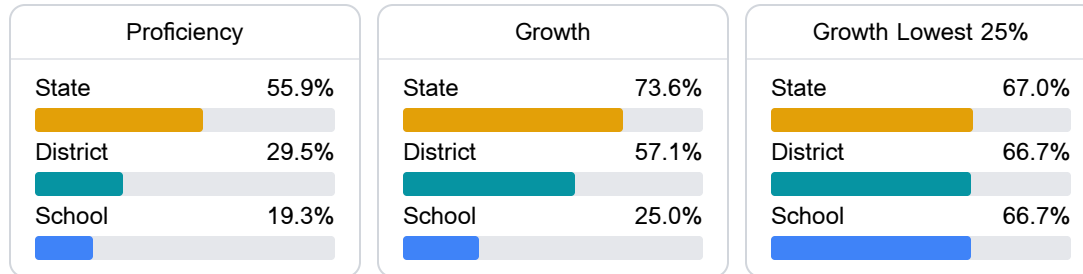 Proficiency
State 55.9%
District 29.5%
School 19.3%
Growth
State 73.6%
District 57.1%
School 25.0%
Growth Lowest 25%
State 67.0%
District 66.7%
School 66.7%